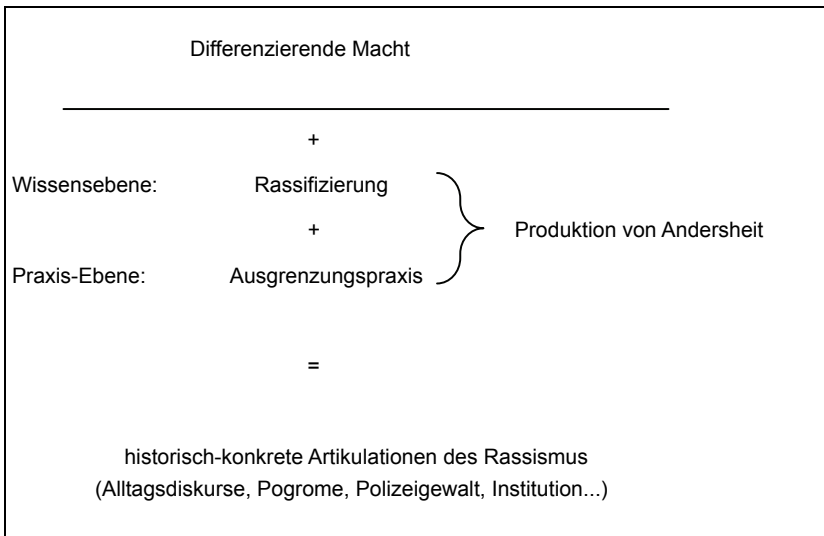 Differenzierende Macht
+
Wissensebene: Rassifizierung
+
Produktion von Andersheit
Praxis-Ebene: Ausgrenzungspraxis
=
historisch-konkrete Artikulationen des Rassismus
(Alltagsdiskurse, Pogrome, Polizeigewalt, Institution...)